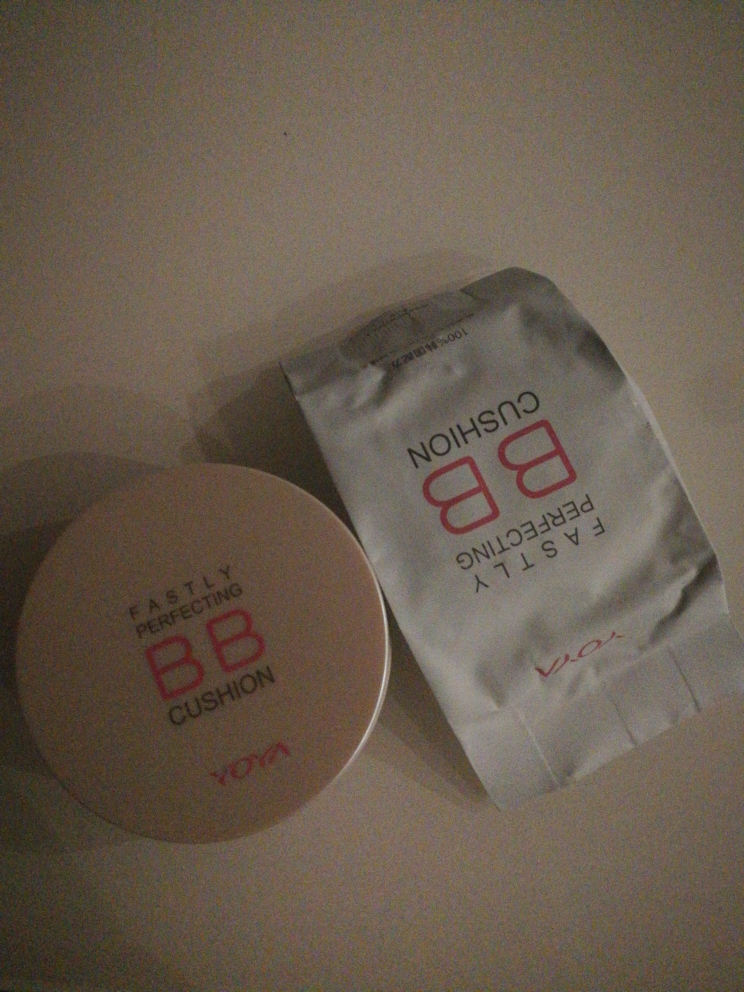 FASTLY
PERFECTING
BB
CUSHION
YOYA
YOYA
FASTLY
PERFECTING
BB
CUSHION